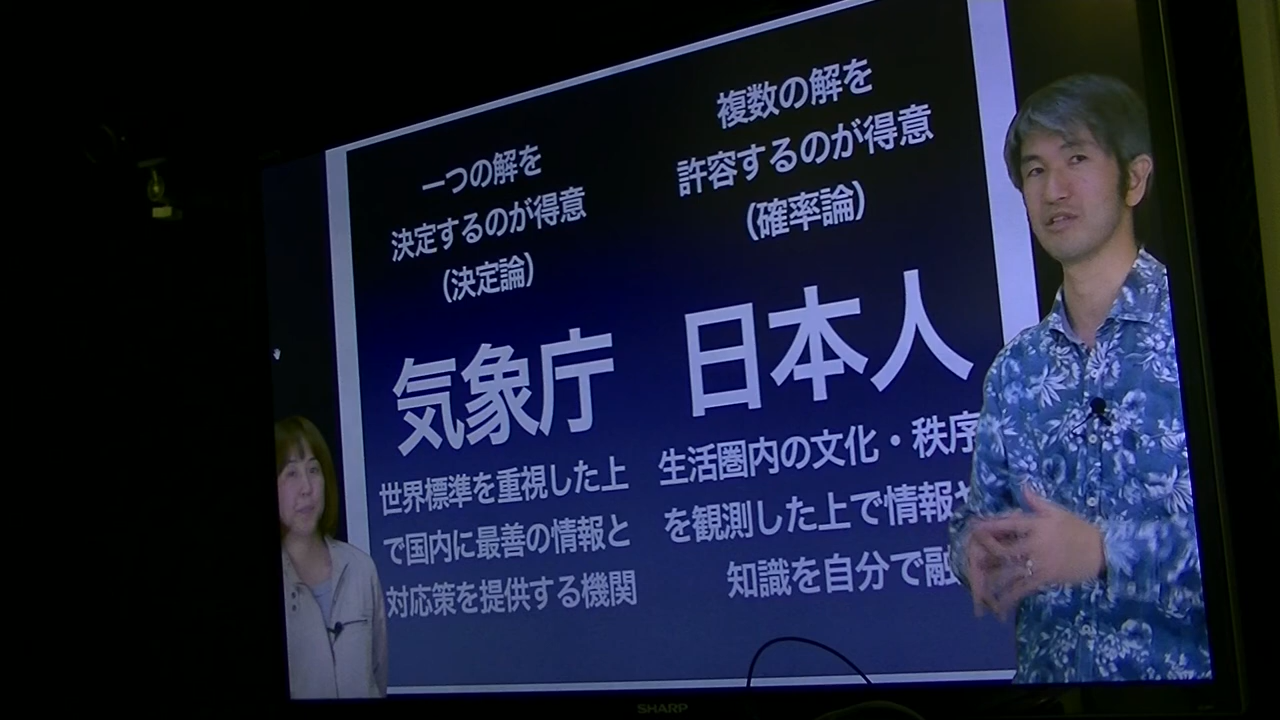 一つの解を
決定するのが得意
(決定論)
気象庁
世界標準を重視した上
で国内に最善の情報と
対応策を提供する機関
複数の解を
許容するのが得意
(確率論)
日本人
生活圏内の文化・秩序
を観測した上で情報や
知識を自分で融
SHARP